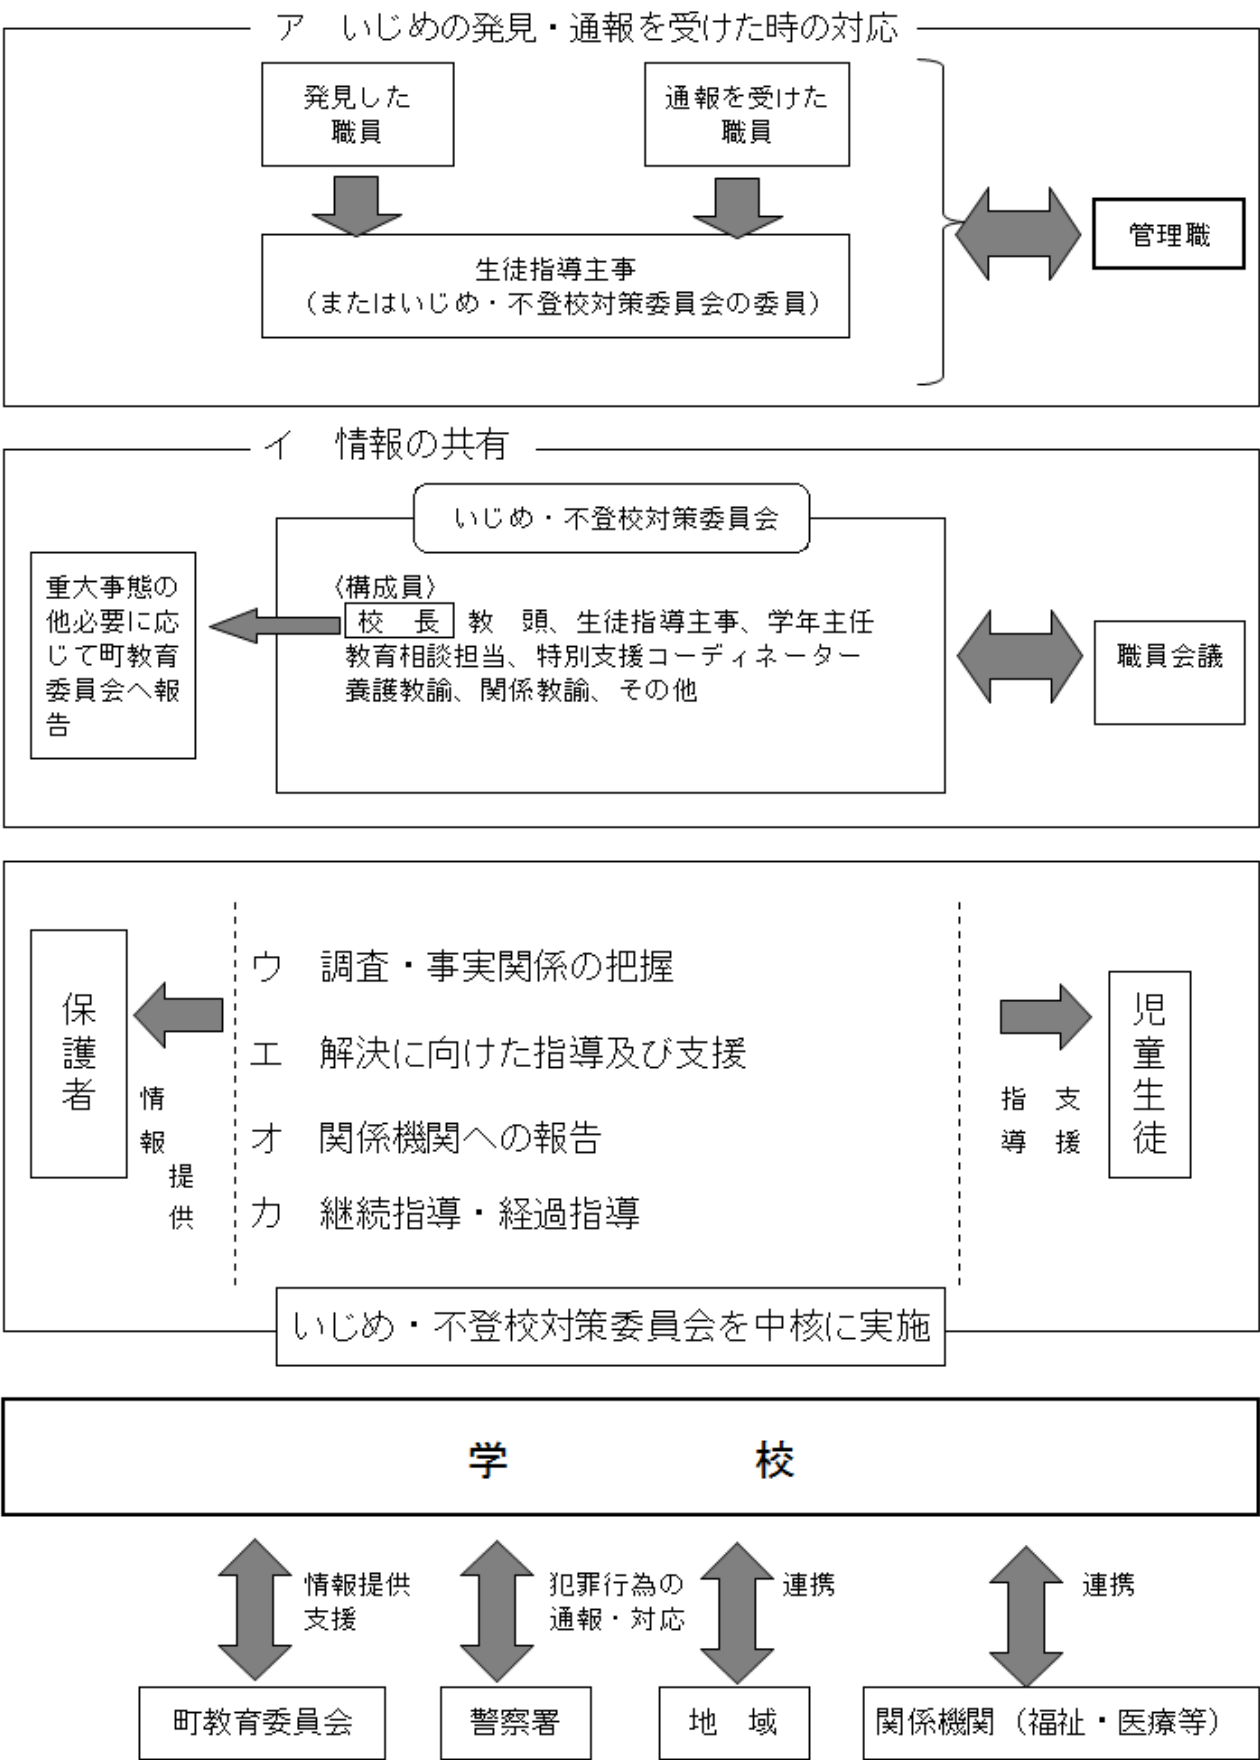 ア　いじめの発見・通報を受けた時の対応
発見した
職員
通報を受けた
職員
生徒指導主事
（またはいじめ・不登校対策委員会の委員）
管理職
イ　情報の共有
いじめ・不登校対策委員会
重大事態の
他必要に応
じて町教育
委員会へ報
告
〈構成員〉
校　長　教　頭、生徒指導主事、学年主任
教育相談担当、特別支援コーディネーター
養護教諭、関係教諭、その他
職員会議
保護者
情報
提供
ウ　調査・事実関係の把握
エ　解決に向けた指導及び支援
オ　関係機関への報告
カ　継続指導・経過指導
指導
支援
児童生徒
いじめ・不登校対策委員会を中核に実施
学　校
情報提供
支援
犯罪行為の
通報・対応
連携
連携
町教育委員会
警察署
地　域
関係機関（福祉・医療等）